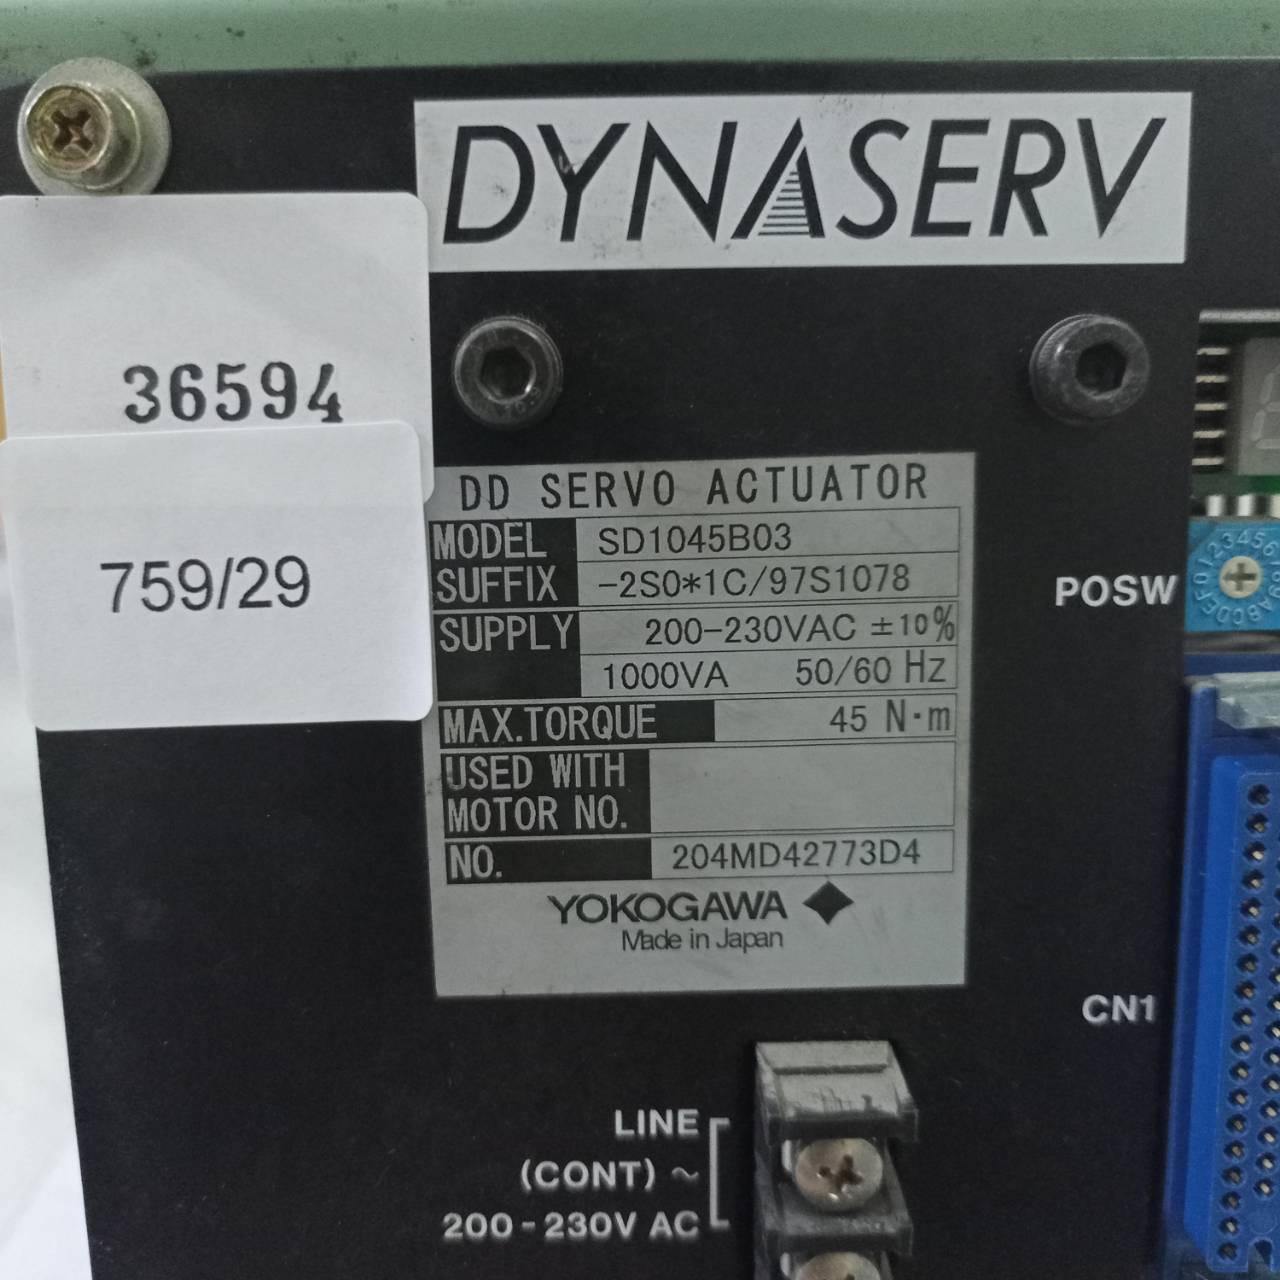 DYNASERV
36594
759/29
DD SERVO ACTUATOR
MODEL SD1045B03
SUFFIX -2S0*1C/97S1078
SUPPLY 200-230VAC ±10%
1000VA 50/60 Hz
MAX.TORQUE 45 N·m
USED WITH
MOTOR NO.
NO. 204MD42773D4
YOKOGAWA
Made in Japan
POSW
CN1
LINE
(CONT) ~
200-230V AC